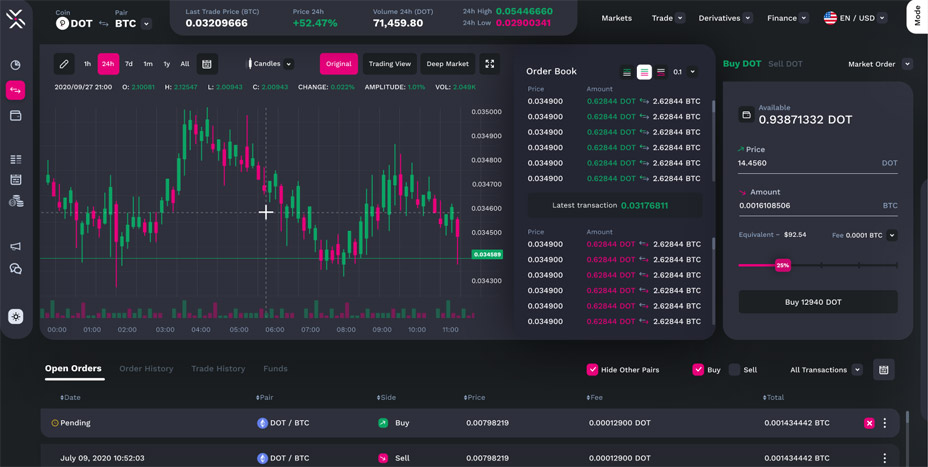 Coin Pair
DOT BTC
Last Trade Price (BTC) Price 24h Volume 24h (DOT) 24h High 0.05446660
0.03209666 +52.47% 71,459.80 24h Low 0.02900341
Markets Trade Derivatives Finance EN / USD
Mode
1h 24h 7d 1m 1y All Candles Original Trading View Deep Market
2020/09/27 21:00 O: 2.10081 H: 2.12547 L: 2.00943 C: 2.00943 CHANGE: 0.022% AMPLITUDE: 1.01% VOL: 2.049K
0.035000
0.034900
0.034800
0.034700
0.034600
0.034500
0.034589
0.034300
00:00 01:00 02:00 03:00 04:00 05:00 06:00 07:00 08:00 09:00 10:00 11:00
Order Book 0.1
Price Amount
0.034900 0.62844 DOT 2.62844 BTC
0.034900 0.62844 DOT 2.62844 BTC
0.034900 0.62844 DOT 2.62844 BTC
0.034900 0.62844 DOT 2.62844 BTC
0.034900 0.62844 DOT 2.62844 BTC
0.034900 0.62844 DOT 2.62844 BTC
Latest transaction 0.03176811
Price Amount
0.034900 0.62844 DOT 2.62844 BTC
0.034900 0.62844 DOT 2.62844 BTC
0.034900 0.62844 DOT 2.62844 BTC
0.034900 0.62844 DOT 2.62844 BTC
0.034900 0.62844 DOT 2.62844 BTC
0.034900 0.62844 DOT 2.62844 BTC
Buy DOT Sell DOT Market Order
Available
0.93871332 DOT
Price
14.4560 DOT
Amount
0.0016108506 BTC
Equivalent ~ $92.54 Fee 0.0001 BTC
25%
Buy 12940 DOT
Open Orders Order History Trade History Funds Hide Other Pairs Buy Sell All Transactions
Date Pair Side Price Fee Total
Pending DOT / BTC Buy 0.00798219 0.00012900 DOT 0.001434442 BTC
July 09, 2020 10:52:03 DOT / BTC Sell 0.00798219 0.00012900 DOT 0.001434442 BTC